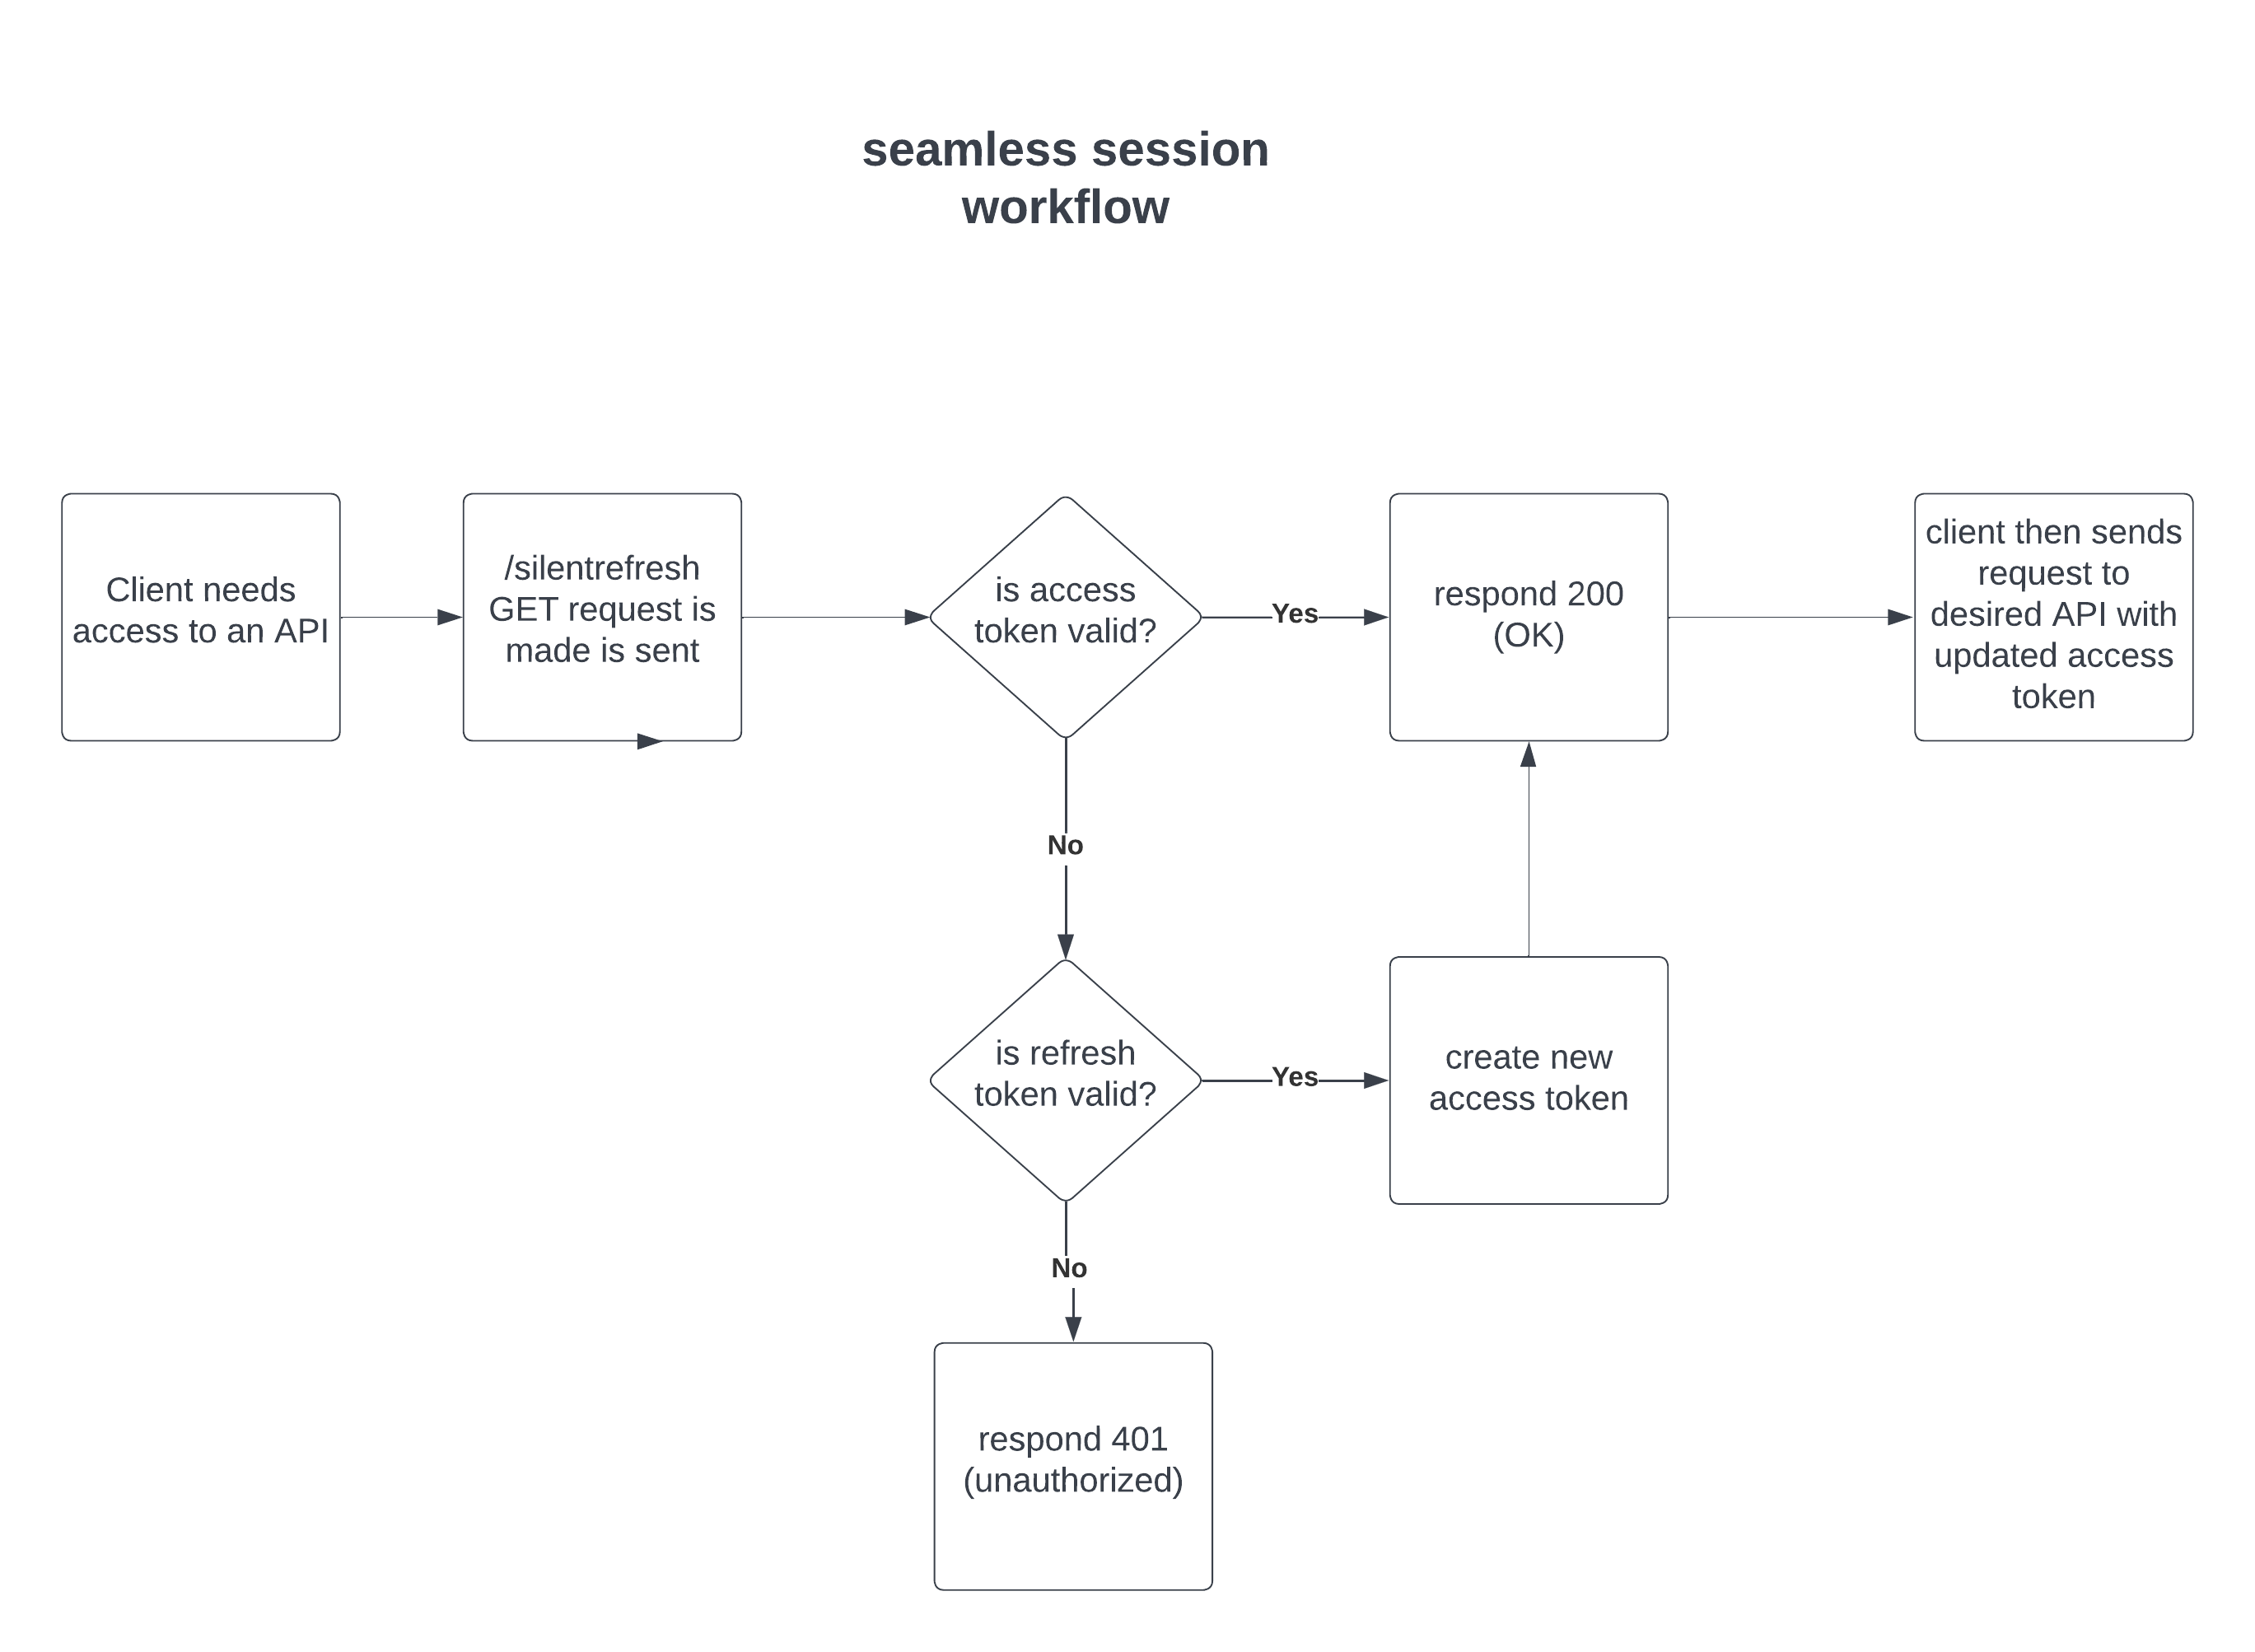 seamless session
workflow
Client needs
access to an API
/silentrefresh
GET request is
made is sent
is access
token valid?
Yes
respond 200
(OK)
client then sends
request to
desired API with
updated access
token
No
is refresh
token valid?
Yes
create new
access token
No
respond 401
(unauthorized)